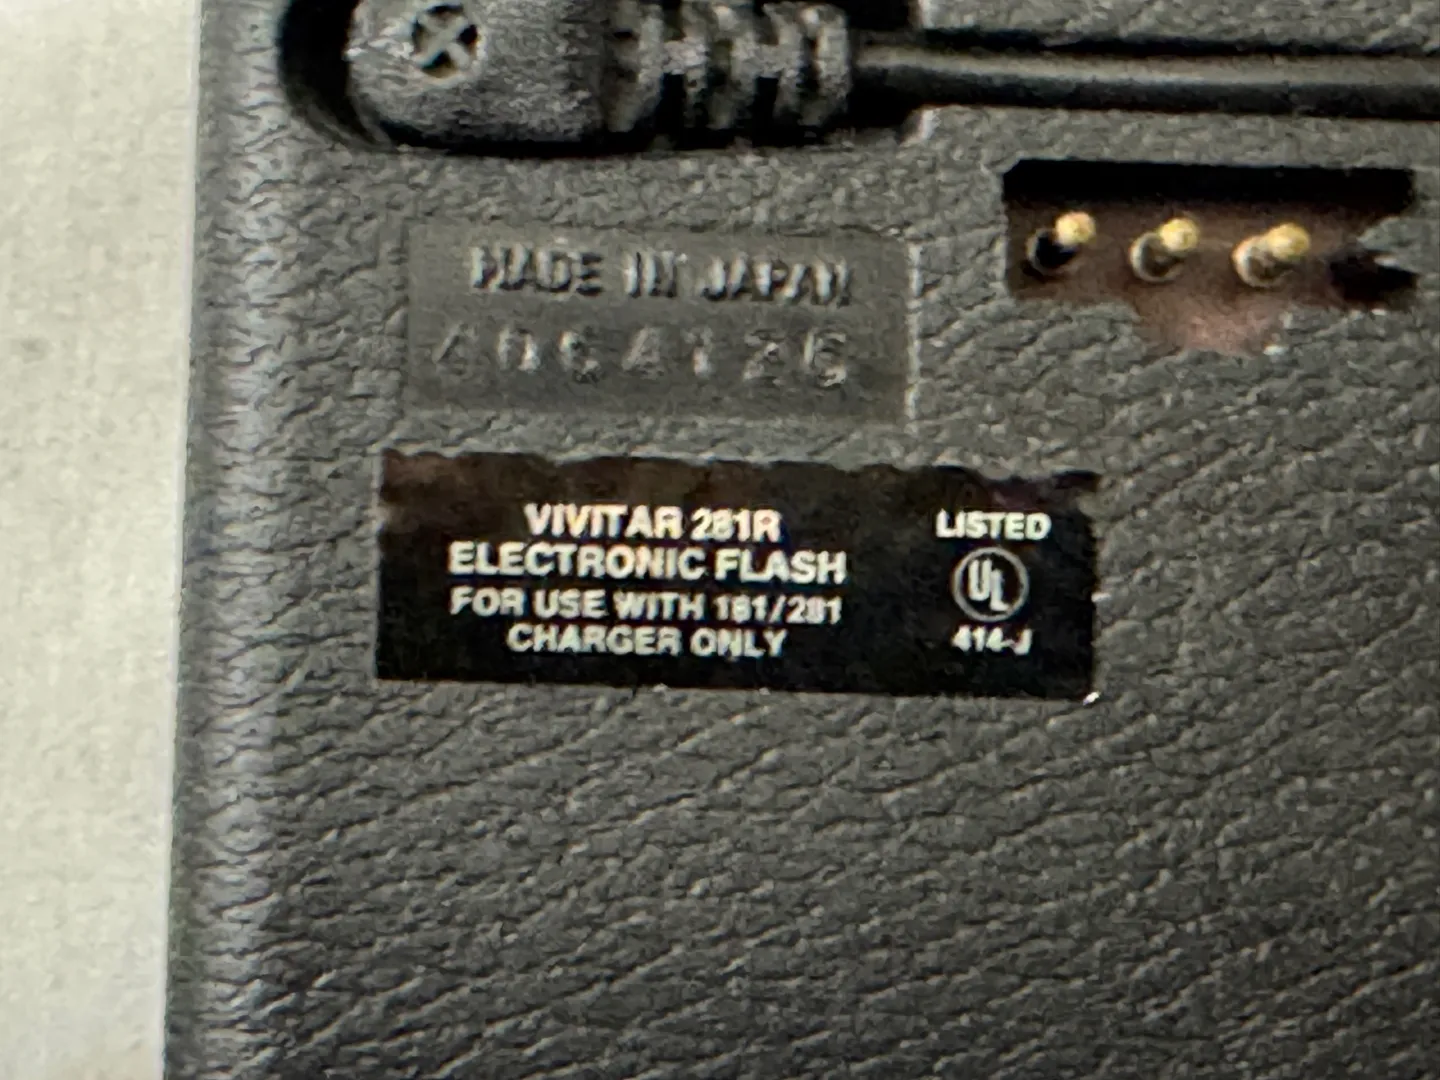 MADE IN JAPAN
VIVITAR 281R
ELECTRONIC FLASH
FOR USE WITH 181/281
CHARGER ONLY
LISTED
UL
414-J